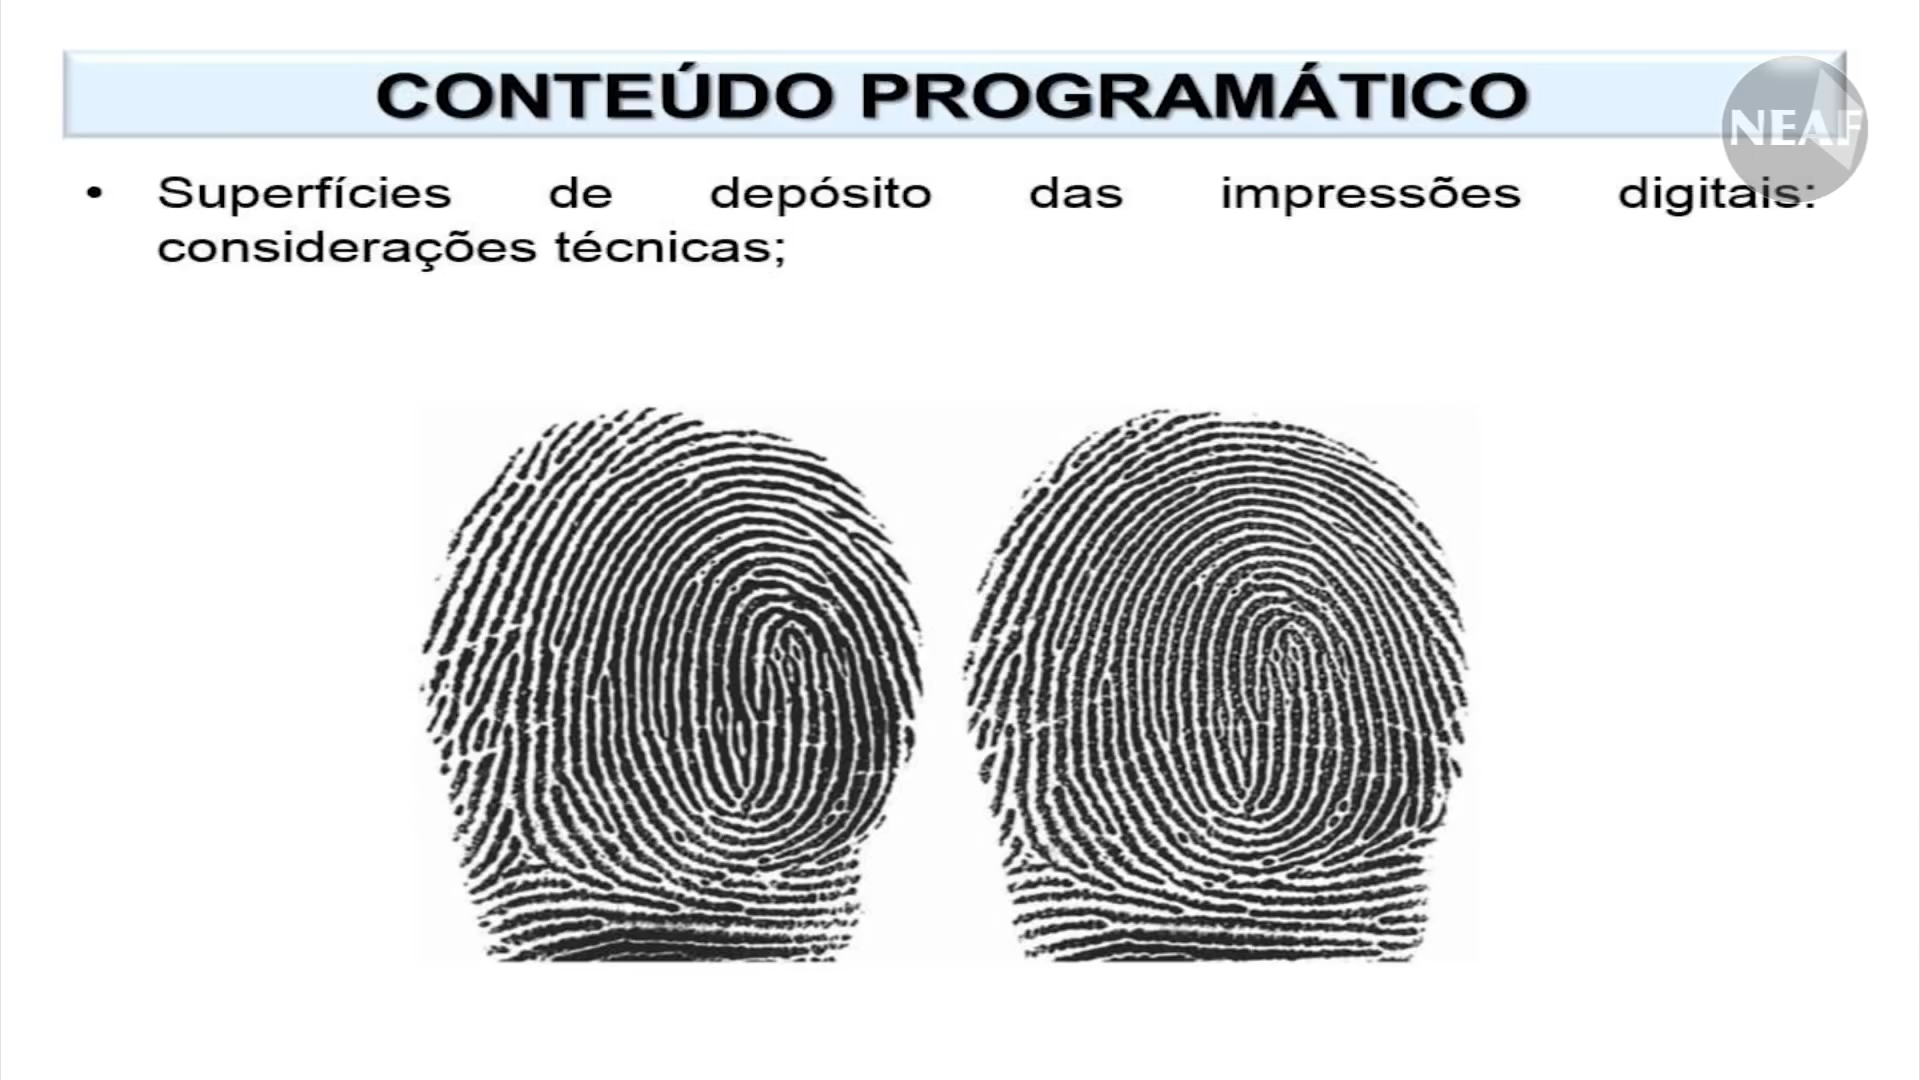 CONTEÚDO PROGRAMÁTICO
NEAF
• Superfícies de depósito das impressões digitais:
considerações técnicas;